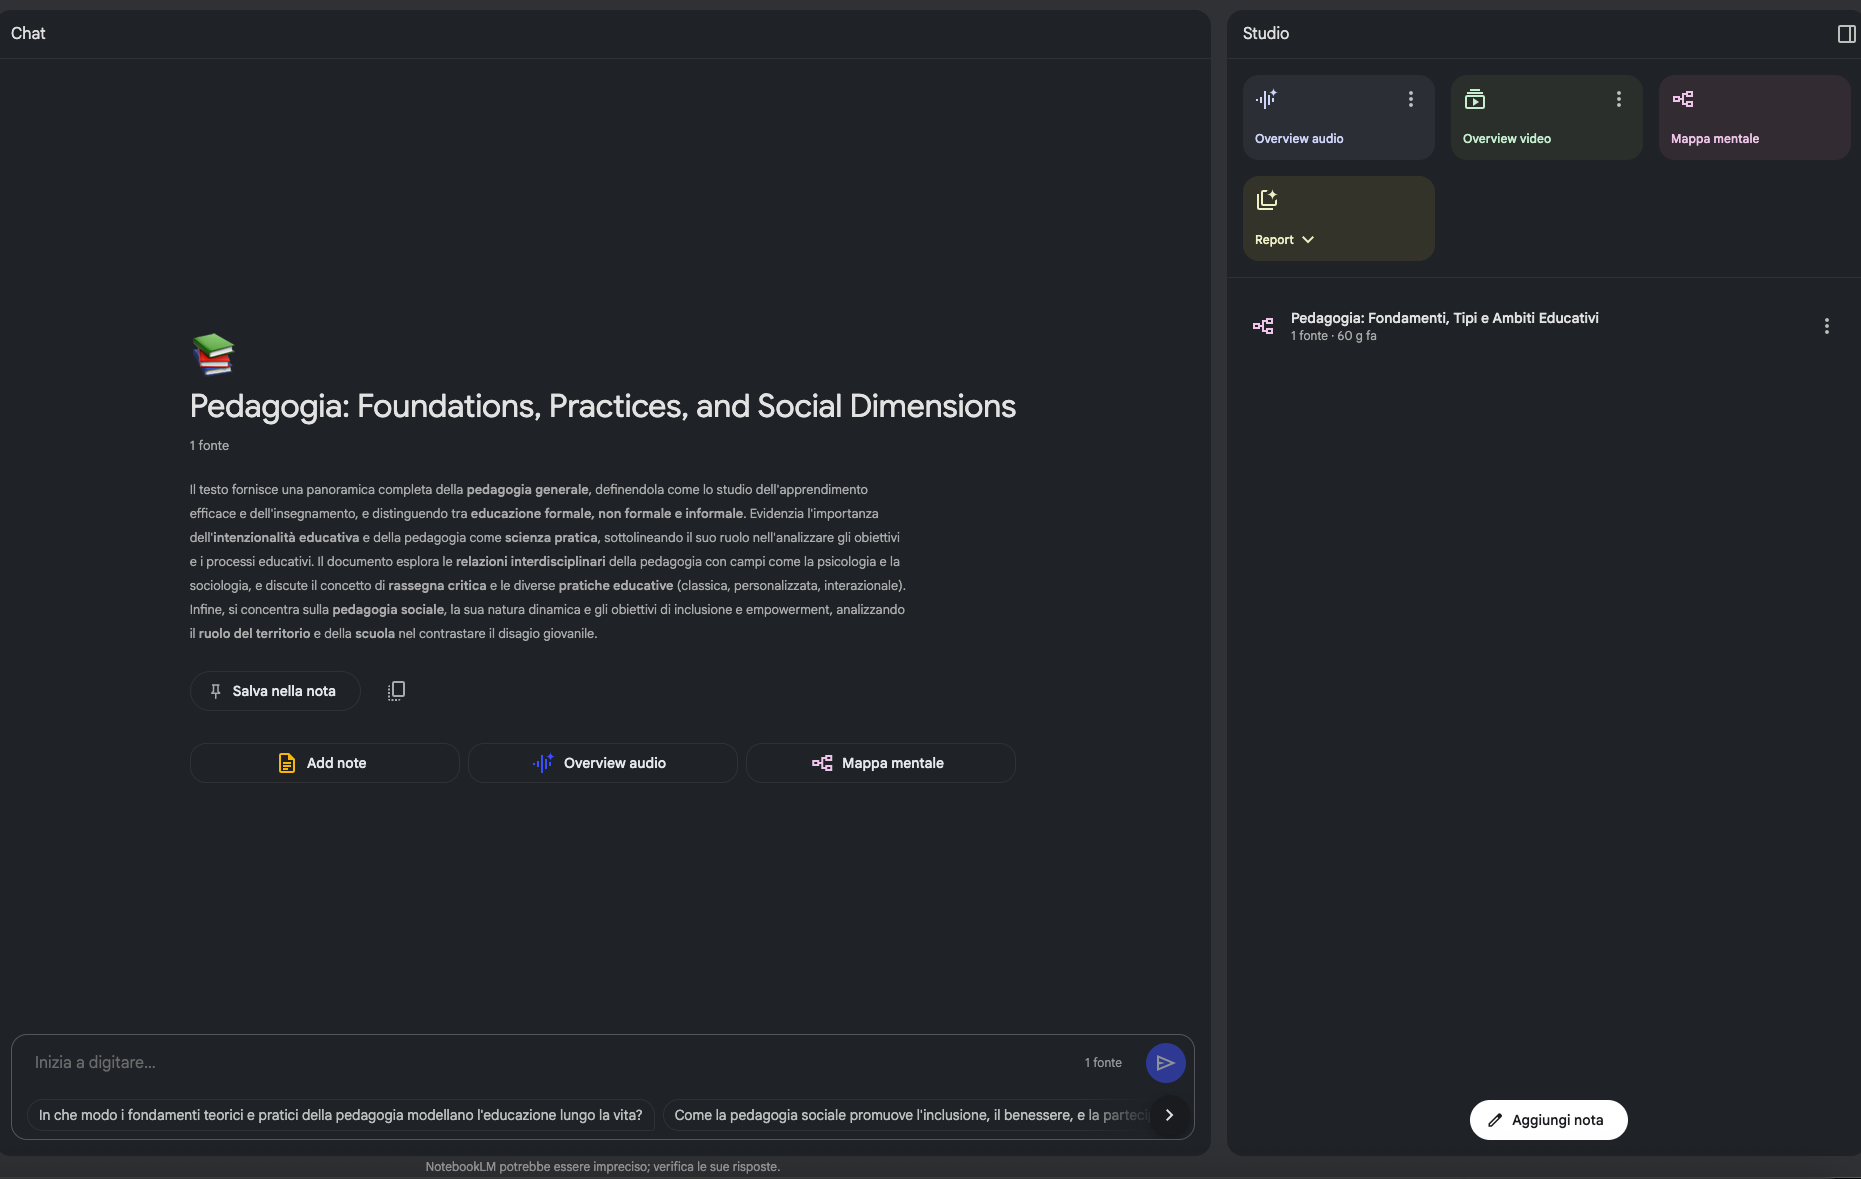 Chat
Pedagogia: Foundations, Practices, and Social Dimensions
1 fonte
Il testo fornisce una panoramica completa della pedagogia generale, definendola come lo studio dell'apprendimento
efficace e dell'insegnamento, e distinguendo tra educazione formale, non formale e informale. Evidenzia l'importanza
dell'intenzionalità educativa e della pedagogia come scienza pratica, sottolineando il suo ruolo nell'analizzare gli obiettivi
e i processi educativi. Il documento esplora le relazioni interdisciplinari della pedagogia con campi come la psicologia e la
sociologia, e discute il concetto di rassegna critica e le diverse pratiche educative (classica, personalizzata, interazionale).
Infine, si concentra sulla pedagogia sociale, la sua natura dinamica e gli obiettivi di inclusione e empowerment, analizzando
il ruolo del territorio e della scuola nel contrastare il disagio giovanile.
Salva nella nota
Add note
Overview audio
Mappa mentale
Inizia a digitare...
1 fonte
In che modo i fondamenti teorici e pratici della pedagogia modellano l'educazione lungo la vita?
Come la pedagogia sociale promuove l'inclusione, il benessere, e la parteci
NotebookLM potrebbe essere impreciso; verifica le sue risposte.
Studio
Overview audio
Overview video
Mappa mentale
Report
Pedagogia: Fondamenti, Tipi e Ambiti Educativi
1 fonte · 60 g fa
Aggiungi nota